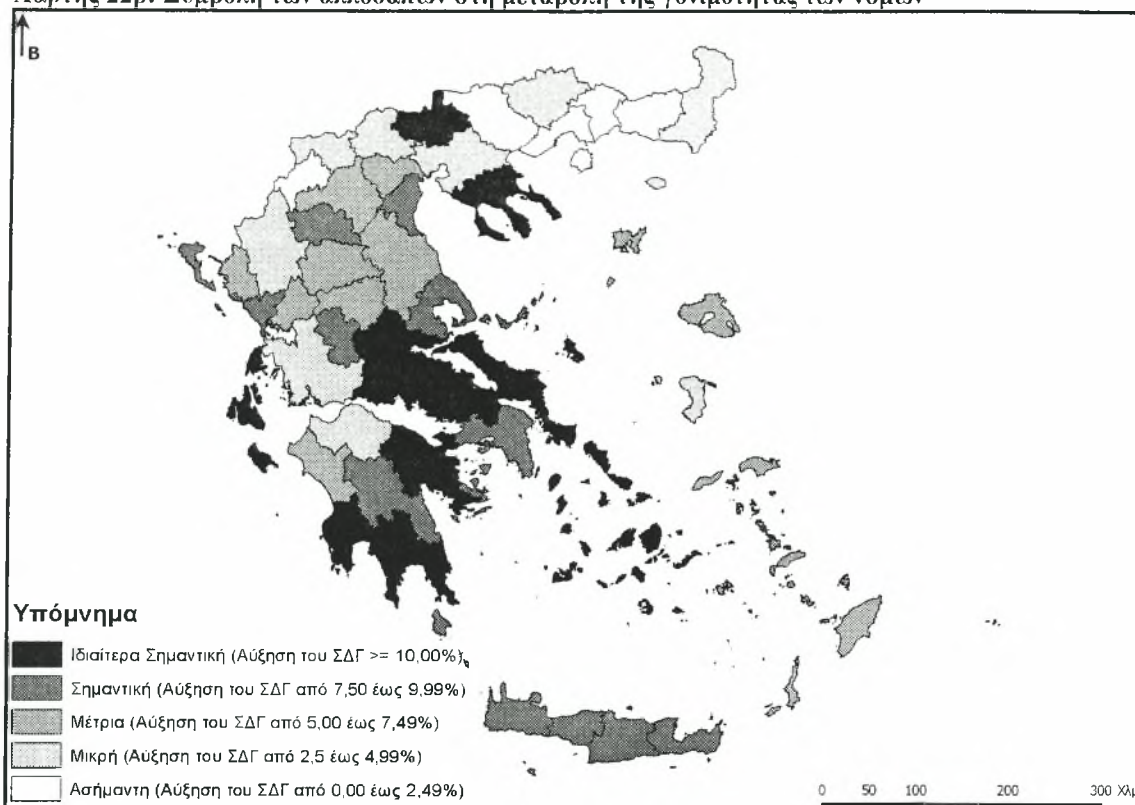 B
Υπόμνημα
Ιδιαίτερα Σημαντική (Αύξηση του ΣΔΓ >= 10,00%)
Σημαντική (Αύξηση του ΣΔΓ από 7,50 έως 9,99%)
Μέτρια (Αύξηση του ΣΔΓ από 5,00 έως 7,49%)
Μικρή (Αύξηση του ΣΔΓ από 2,5 έως 4,99%)
Ασήμαντη (Αύξηση του ΣΔΓ από 0,00 έως 2,49%)
0 50 100 200 300 Χλμ